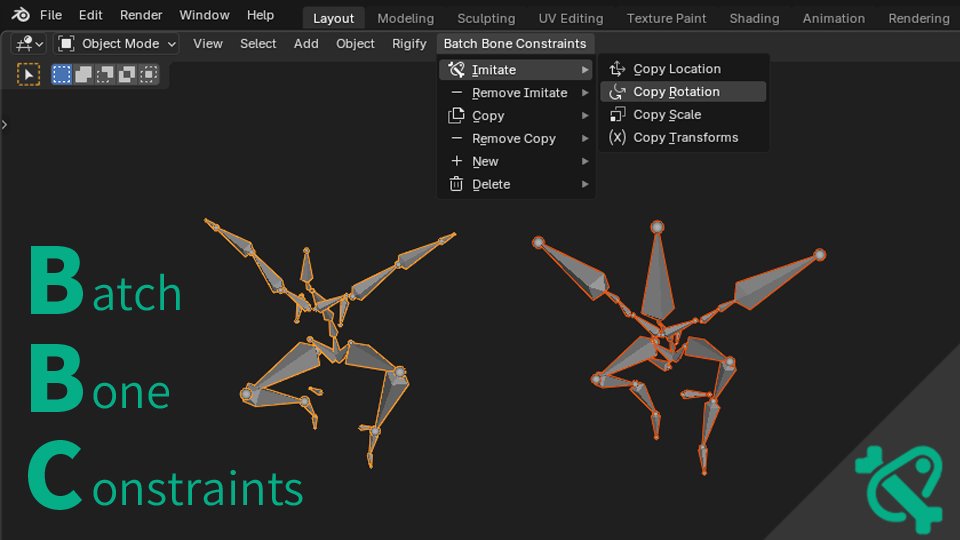 File Edit Render Window Help Layout Modeling Sculpting UV Editing Texture Paint Shading Animation Rendering
Object Mode View Select Add Object Rigify Batch Bone Constraints
Imitate
Remove Imitate
Copy
Remove Copy
New
Delete
Copy Location
Copy Rotation
Copy Scale
Copy Transforms
Batch
Bone
Constraints